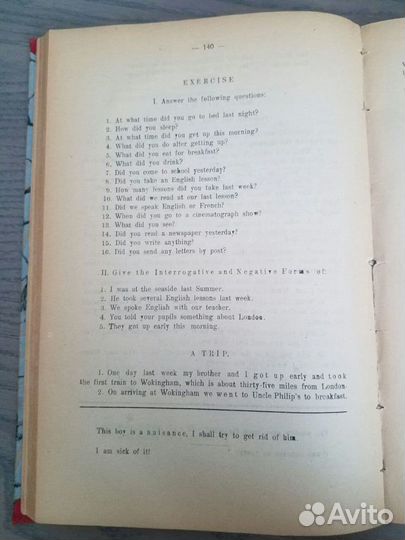 — 140 —
EXERCISE
I. Answer the following questions:
1. At what time did you go to bed last night?
2. How did you sleep?
3. At what time did you get up this morning?
4. What did you do after getting up?
5. What did you eat for breakfast?
6. What did you drink?
7. Did you come to school yesterday?
8. Did you take an English lesson?
9. How many lessons did you take last week?
10. What did we read at our last lesson?
11. Did we speak English or French?
12. When did you go to a cinematograph show?
13. What did you see?
14. Did you read a newspaper yesterday?
15. Did you write anything?
16. Did you send any letters by post?
II. Give the Interrogative and Negative Forms of:
1. I was at the seaside last Summer.
2. He took several English lessons last week.
3. We spoke English with our teacher.
4. You told your pupils something about London.
5. They got up early this morning.
A TRIP.
1. One day last week my brother and I got up early and took
the first train to Wokingham, which is about thirty-five miles from London.
2. On arriving at Wokingham we went to Uncle Philip's to breakfast.
This boy is a nuisance, I shall try to get rid of him.
I am sick of it!
Avito